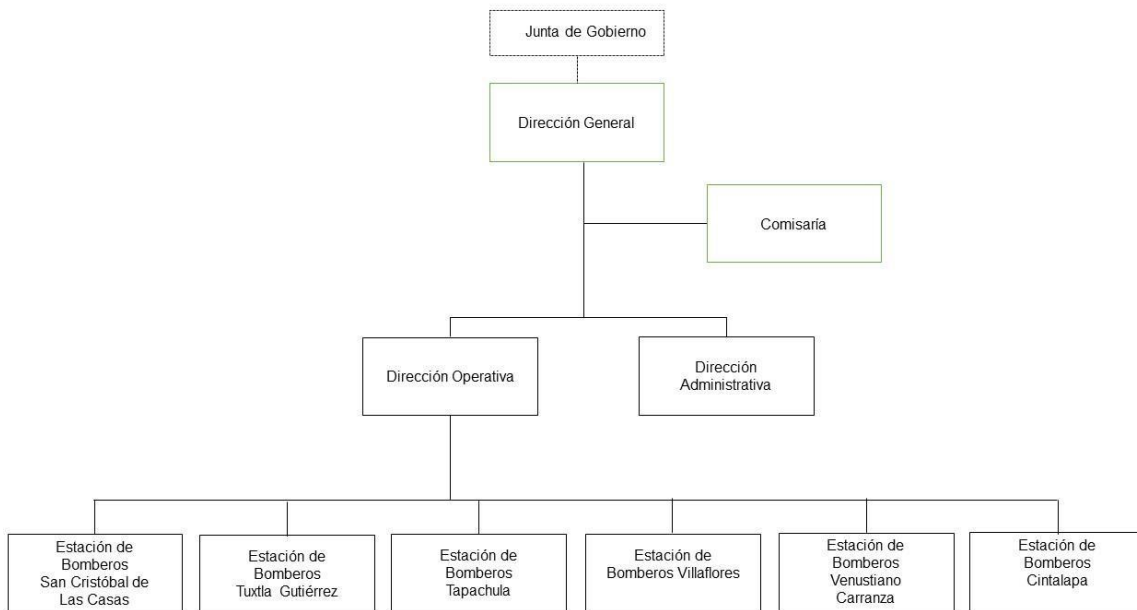 Junta de Gobierno
Dirección General
Comisaría
Dirección Operativa
Dirección
Administrativa
Estación de
Bomberos
San Cristóbal de
Las Casas
Estación de
Bomberos
Tuxtla Gutiérrez
Estación de
Bomberos
Tapachula
Estación de
Bomberos Villaflores
Estación de
Bomberos
Venustiano
Carranza
Estación de
Bomberos
Cintalapa